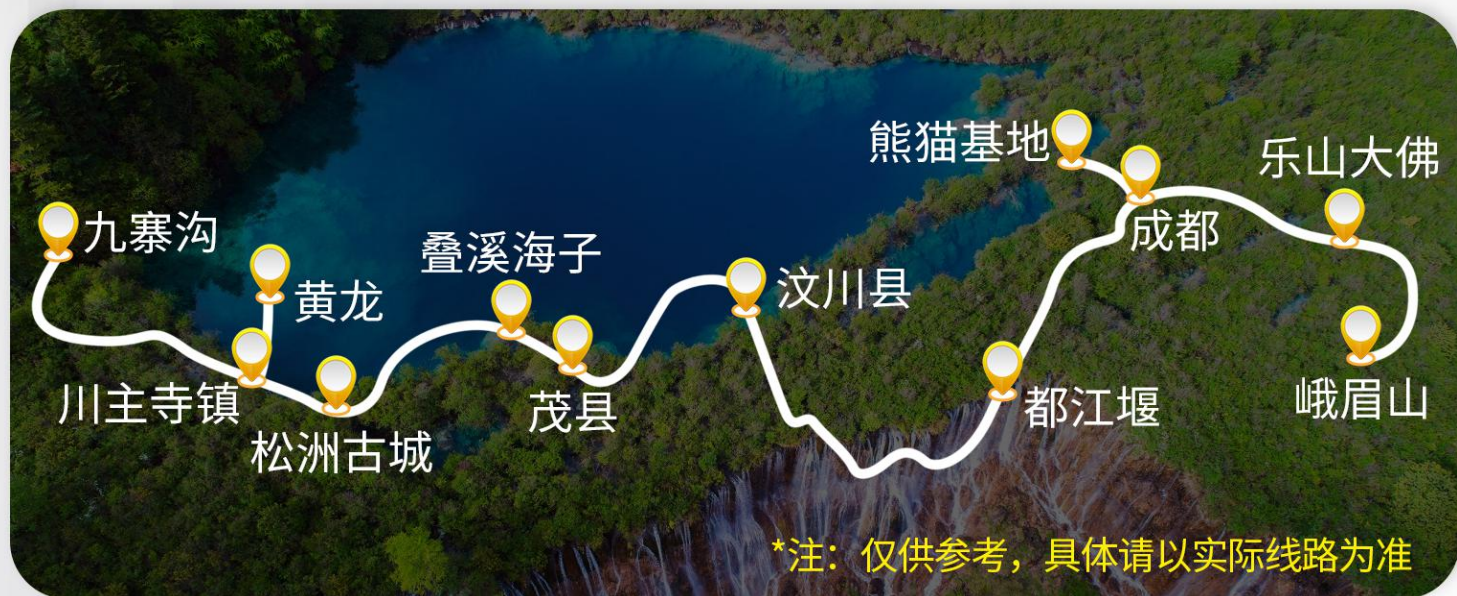 熊猫基地
乐山大佛
九寨沟
成都
叠溪海子
汶川县
黄龙
川主寺镇
茂县
都江堰
峨眉山
松洲古城
*注：仅供参考，具体请以实际线路为准